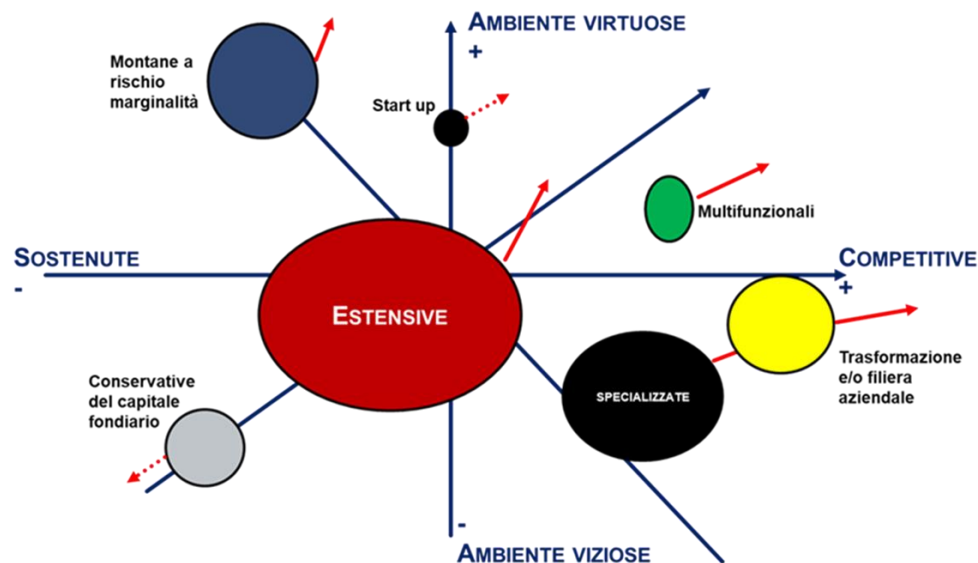 AMBIENTE VIRTUOSE
+
Montane a
rischio
marginalità
Start up
Multifunzionali
SOSTENUTE
-
COMPETITIVE
+
ESTENSIVE
Trasformazione
e/o filiera
aziendale
Conservative
del capitale
fondiario
SPECIALIZZATE
-
AMBIENTE VIZIOSE